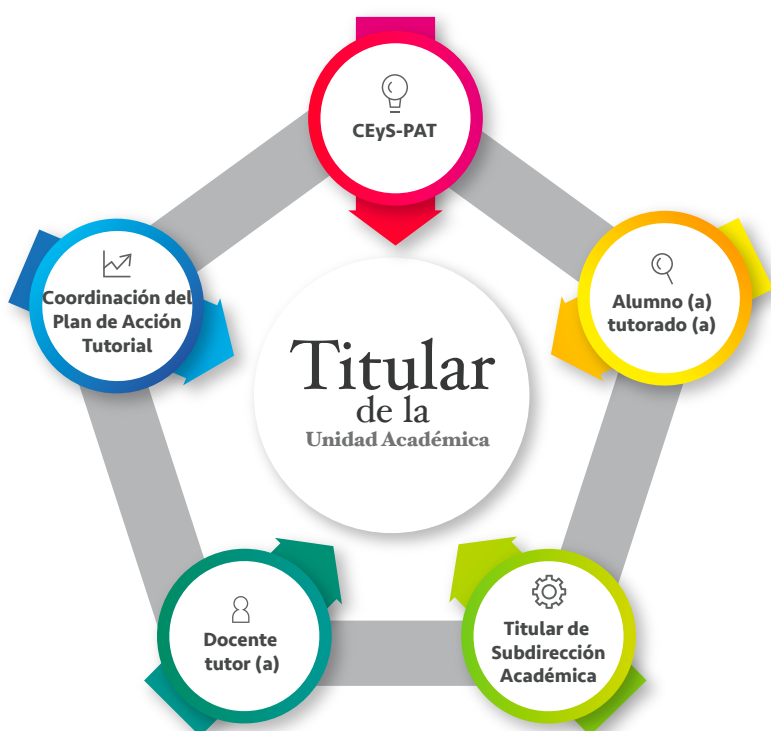 CEyS-PAT
Coordinación del
Plan de Acción
Tutorial
Alumno (a)
tutorado (a)
Titular
de la
Unidad Académica
Docente
tutor (a)
Titular de
Subdirección
Académica